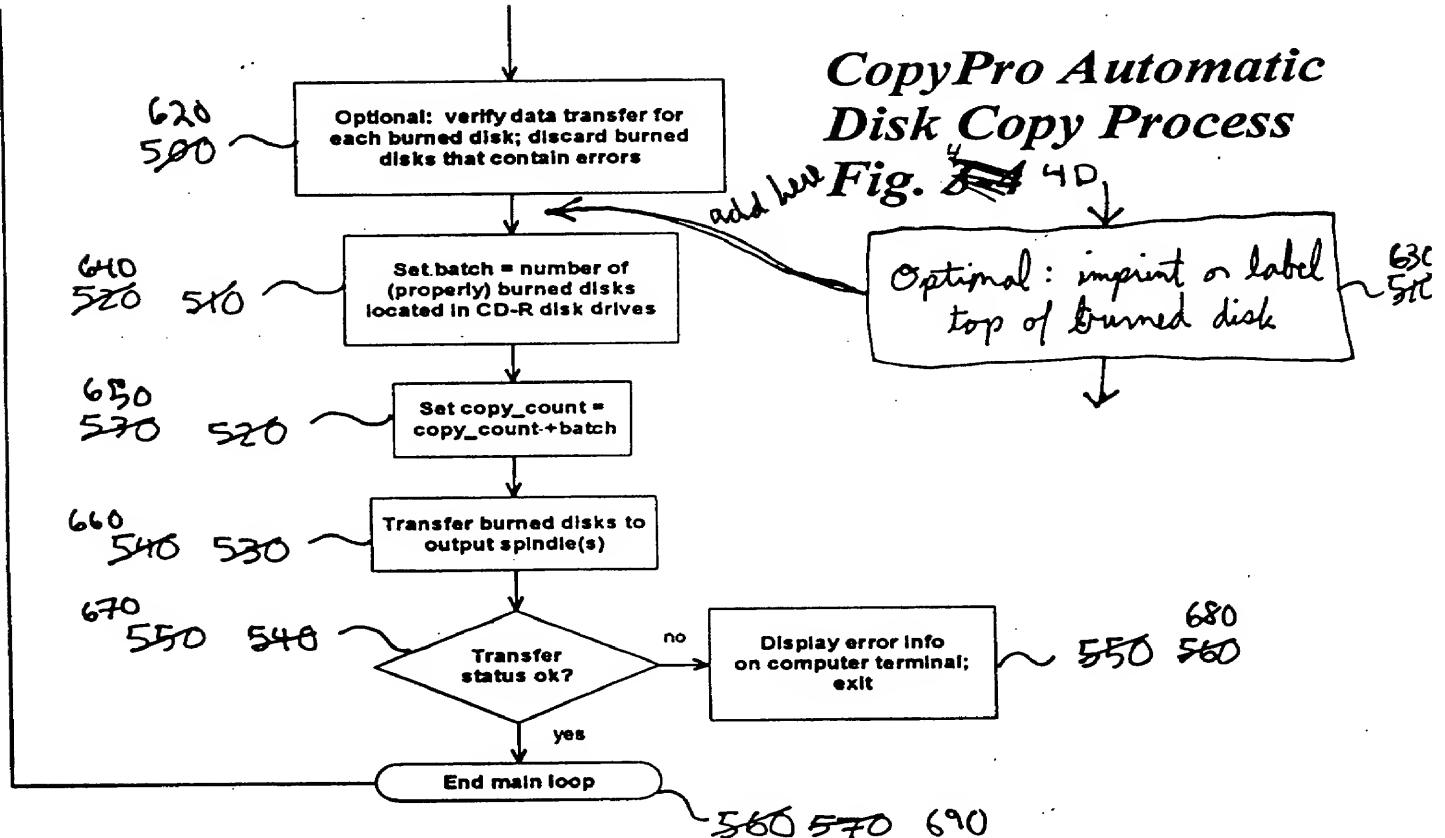 CopyPro Automatic
Disk Copy Process
Fig. 4D
4
620
500
Optional: verify data transfer for
each burned disk; discard burned
disks that contain errors
add here
Optional: imprint or label
top of burned disk
630
510
640
520 510
Set batch = number of
(properly) burned disks
located in CD-R disk drives
650
530 520
Set copy_count =
copy_count+batch
660
540 530
Transfer burned disks to
output spindle(s)
670
550 540
Transfer
status ok?
no
Display error info
on computer terminal;
exit
680
550 560
yes
End main loop
560 570 690